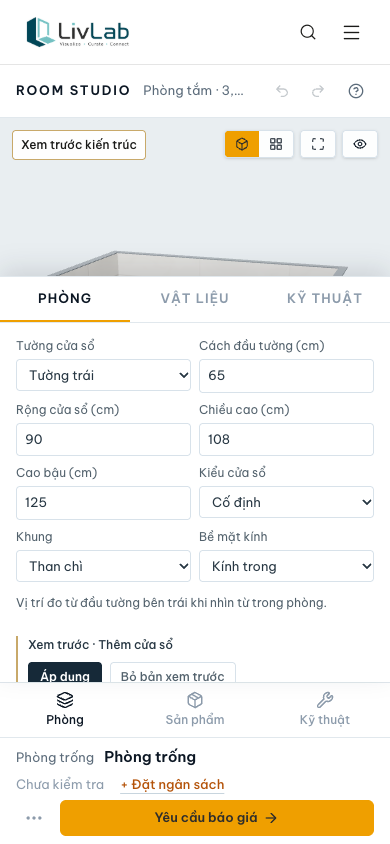 LivLab
Visualise · Curate · Connect
ROOM STUDIO Phòng tắm · 3,...
Xem trước kiến trúc
PHÒNG VẬT LIỆU KỸ THUẬT
Tường cửa sổ Cách đầu tường (cm)
Tường trái 65
Rộng cửa sổ (cm) Chiều cao (cm)
90 108
Cao bậu (cm) Kiểu cửa sổ
125 Cố định
Khung Bề mặt kính
Than chì Kính trong
Vị trí đo từ đầu tường bên trái khi nhìn từ trong phòng.
Xem trước · Thêm cửa sổ
Áp dụng Bỏ bản xem trước
Phòng Sản phẩm Kỹ thuật
Phòng trống Phòng trống
Chưa kiểm tra + Đặt ngân sách
Yêu cầu báo giá →